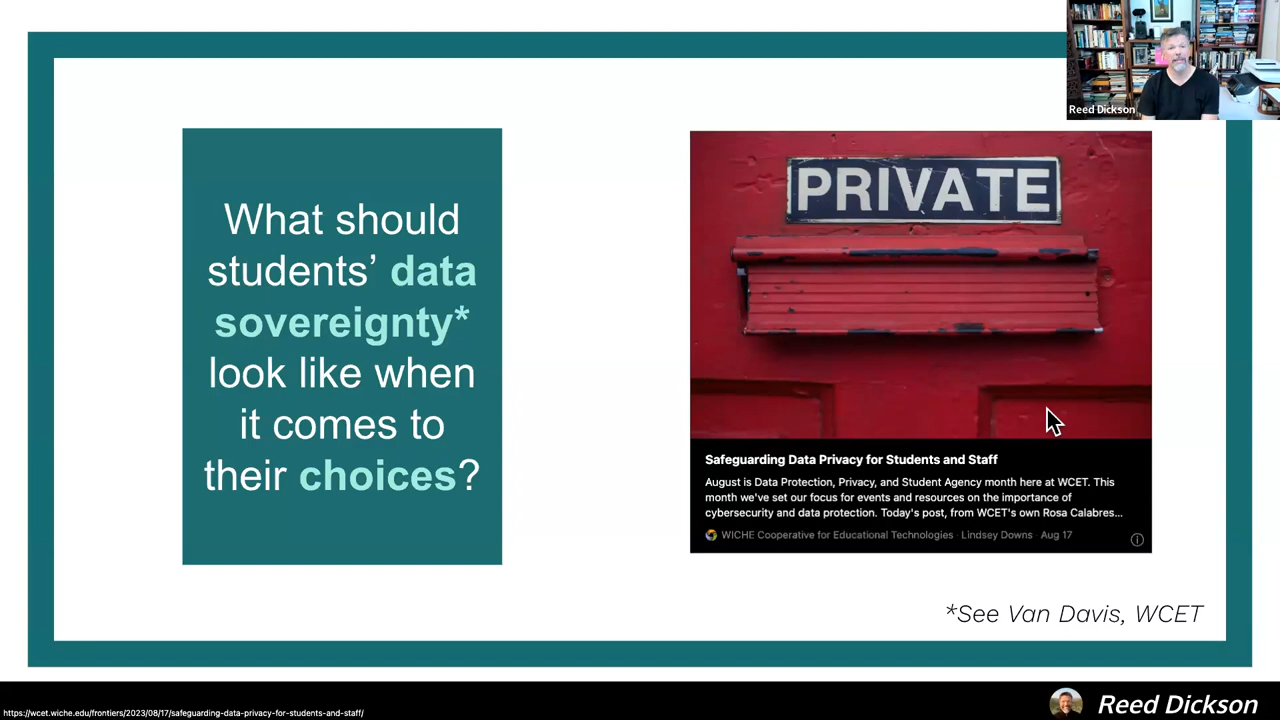 Reed Dickson
What should
students’ data
sovereignty*
look like when
it comes to
their choices?
PRIVATE
Safeguarding Data Privacy for Students and Staff
August is Data Protection, Privacy, and Student Agency month here at WCET. This
month we've set our focus for events and resources on the importance of
cybersecurity and data protection. Today's post, from WCET's own Rosa Calabres...
WICHE Cooperative for Educational Technologies · Lindsey Downs · Aug 17
*See Van Davis, WCET
https://wcet.wiche.edu/frontiers/2023/08/17/safeguarding-data-privacy-for-students-and-staff/
Reed Dickson